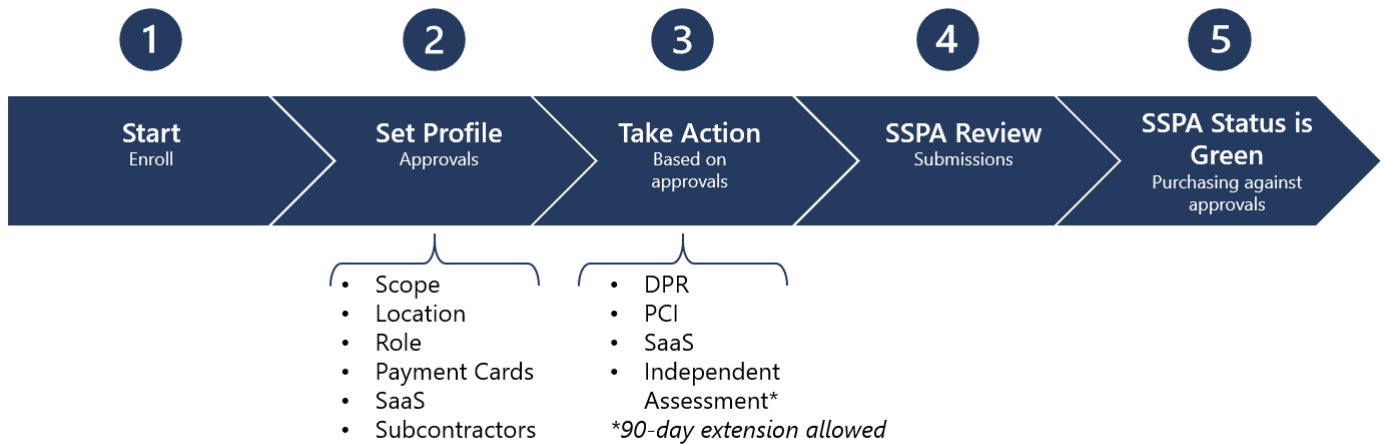 1
2
3
4
5
Start
Enroll
Set Profile
Approvals
Take Action
Based on
approvals
SSPA Review
Submissions
SSPA Status is
Green
Purchasing against
approvals
• Scope
• Location
• Role
• Payment Cards
• SaaS
• Subcontractors
• DPR
• PCI
• SaaS
• Independent
Assessment*
*90-day extension allowed